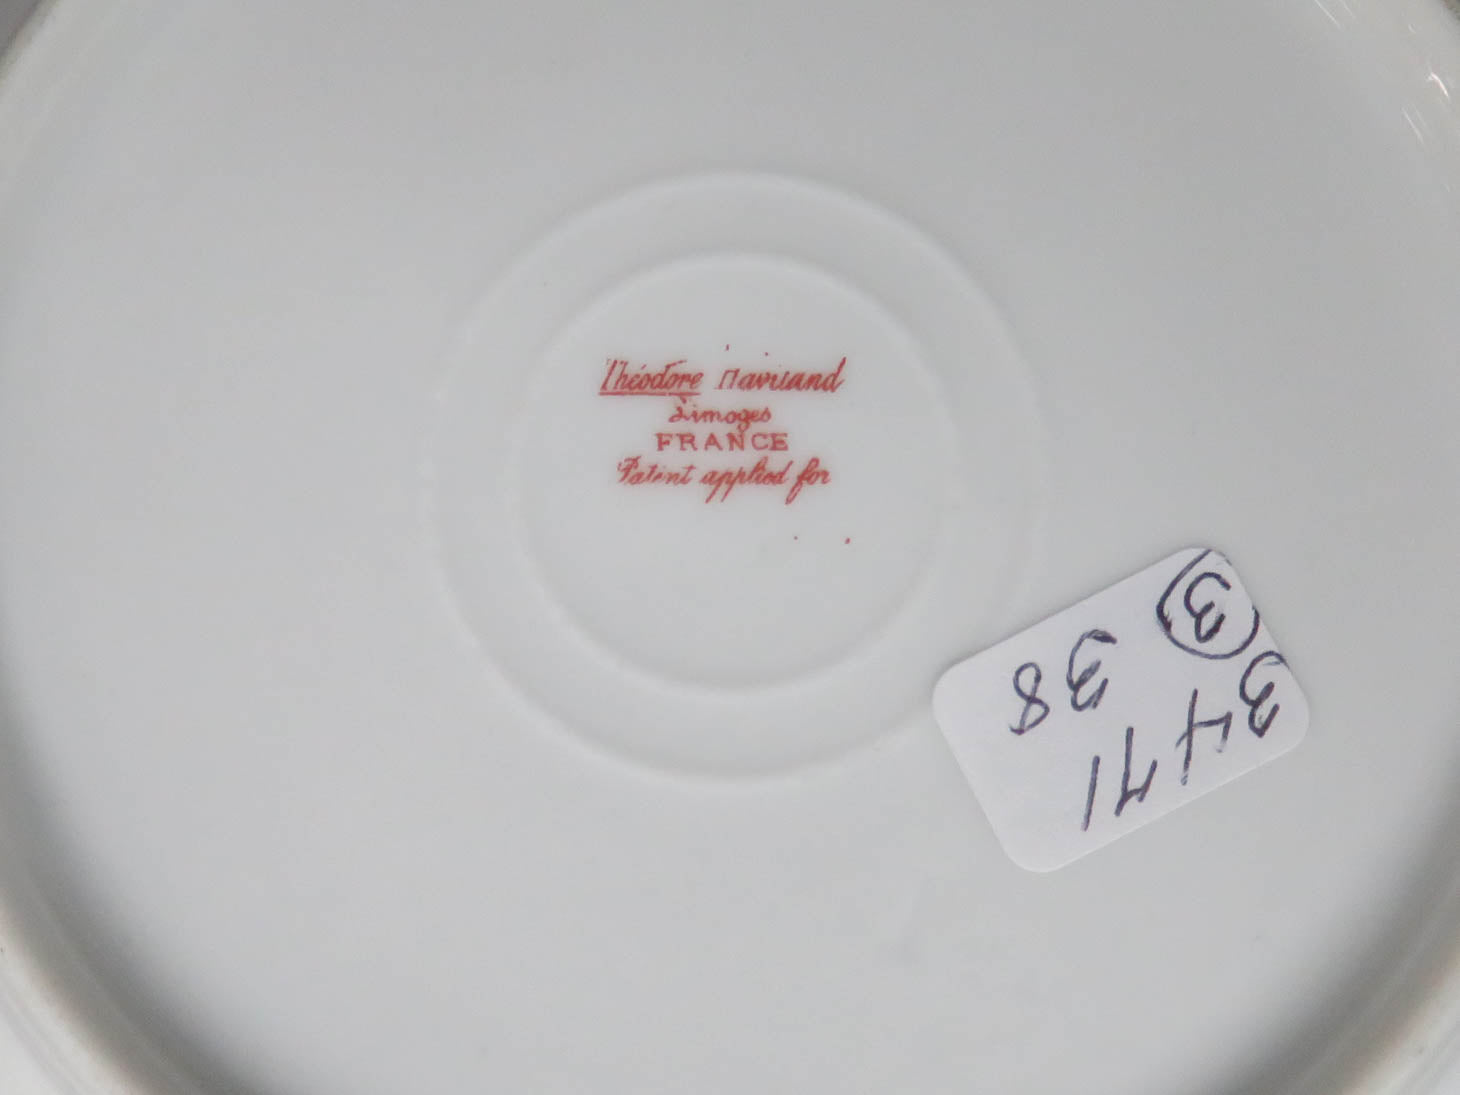 Théodore Haviland
Limoges
FRANCE
Patent applied for
3
3471
38